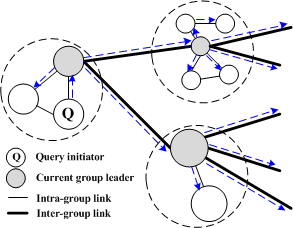 Q
Q Query initiator
Current group leader
Intra-group link
Inter-group link